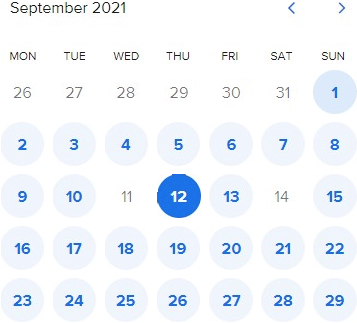 September 2021
MON TUE WED THU FRI SAT SUN
26 27 28 29 30 31 1
2 3 4 5 6 7 8
9 10 11 12 13 14 15
16 17 18 19 20 21 22
23 24 25 26 27 28 29